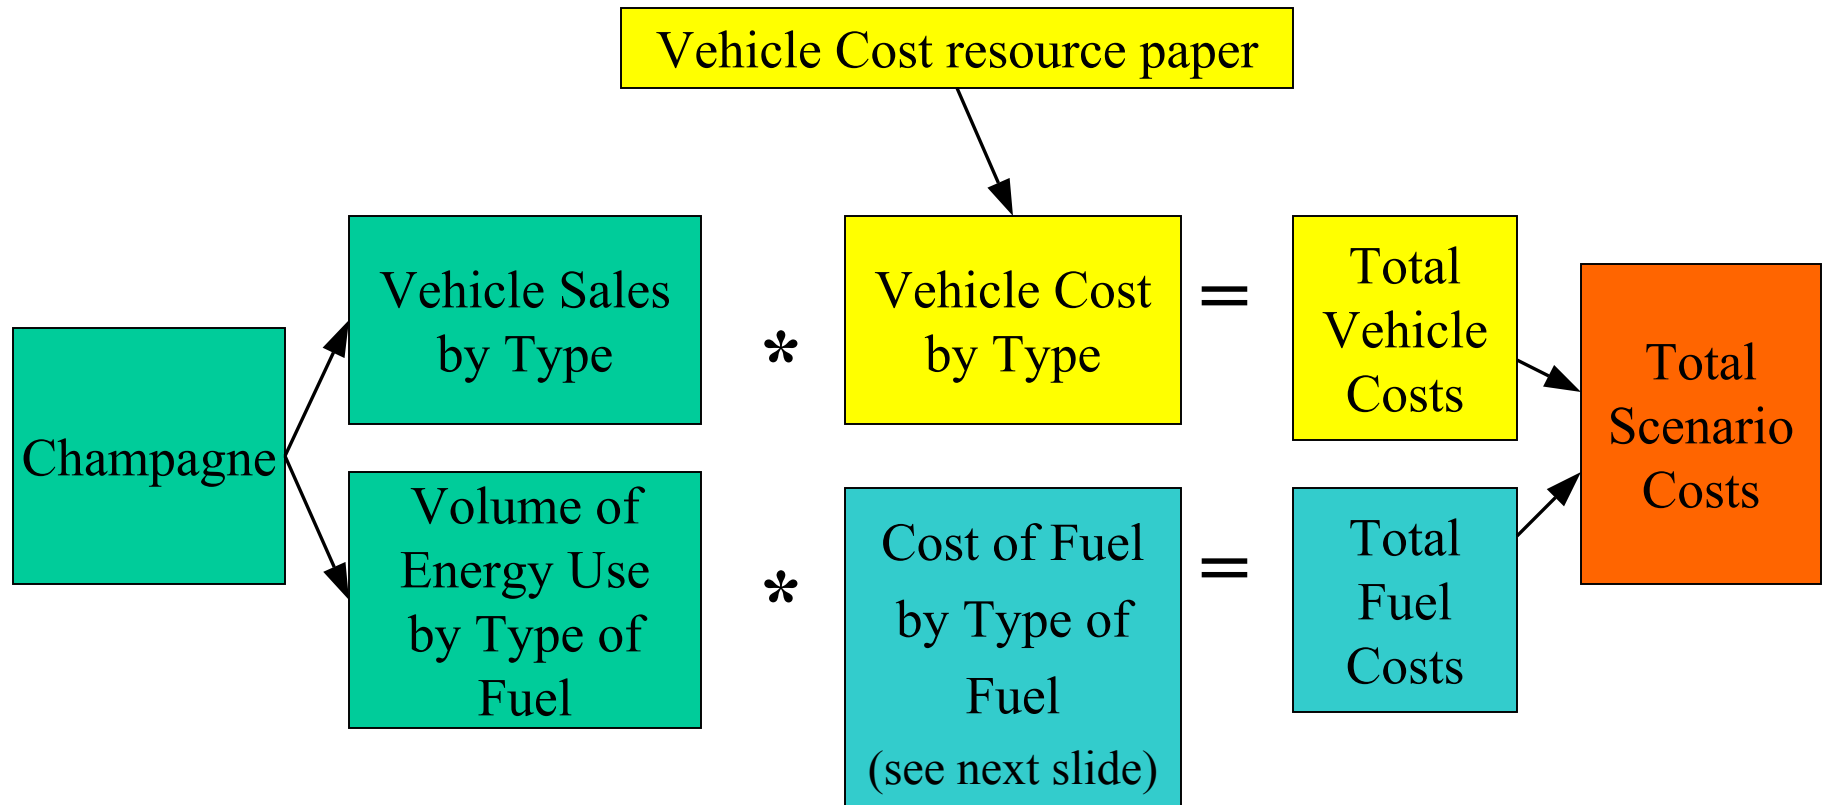 Vehicle Cost resource paper
Champagne
Vehicle Sales
by Type
*
Vehicle Cost
by Type
=
Total
Vehicle
Costs
Volume of
Energy Use
by Type of
Fuel
*
Cost of Fuel
by Type of
Fuel
(see next slide)
=
Total
Fuel
Costs
Total
Scenario
Costs